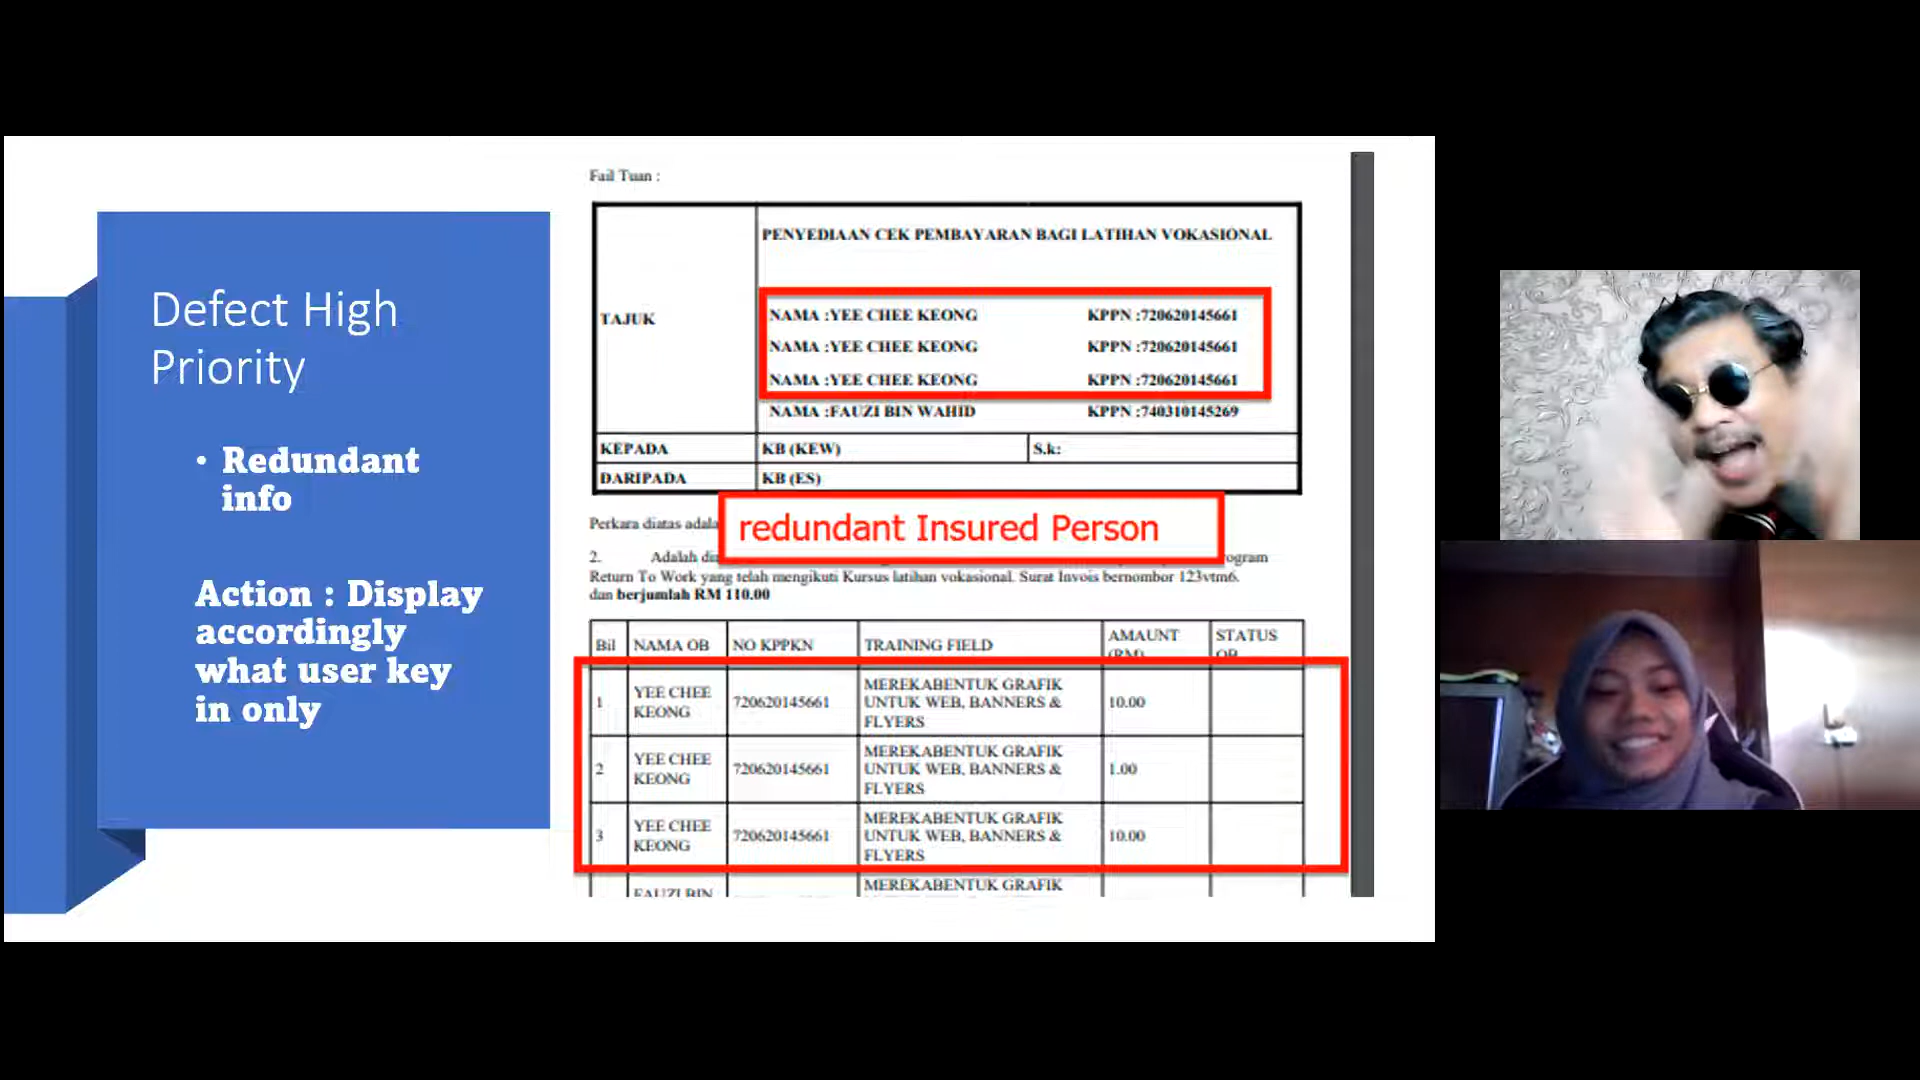 Defect High
Priority
• Redundant
info
Action : Display
accordingly
what user key
in only
Fail Tuan :
TAJUK
PENYEDIAAN CEK PEMBAYARAN BAGI LATIHAN VOKASIONAL
NAMA :YEE CHEE KEONG KPPN :720620145661
NAMA :YEE CHEE KEONG KPPN :720620145661
NAMA :YEE CHEE KEONG KPPN :720620145661
NAMA :FAUZI BIN WAHID KPPN :740310145269
KEPADA KB (KEW) S.k:
DARIPADA KB (ES)
redundant Insured Person
Perkara diatas
2. Adalah
Return To Work yang telah mengikuti Kursus latihan vokasional. Surat Invois bernombor 123vtm6.
dan berjumlah RM 110.00
Bil NAMA OB NO KPPKN TRAINING FIELD AMAUNT (RM) STATUS OB
1 YEE CHEE KEONG 720620145661 MEREKABENTUK GRAFIK UNTUK WEB, BANNERS & FLYERS 10.00
2 YEE CHEE KEONG 720620145661 MEREKABENTUK GRAFIK UNTUK WEB, BANNERS & FLYERS 1.00
3 YEE CHEE KEONG 720620145661 MEREKABENTUK GRAFIK UNTUK WEB, BANNERS & FLYERS 10.00
FAUZI BIN MEREKABENTUK GRAFIK